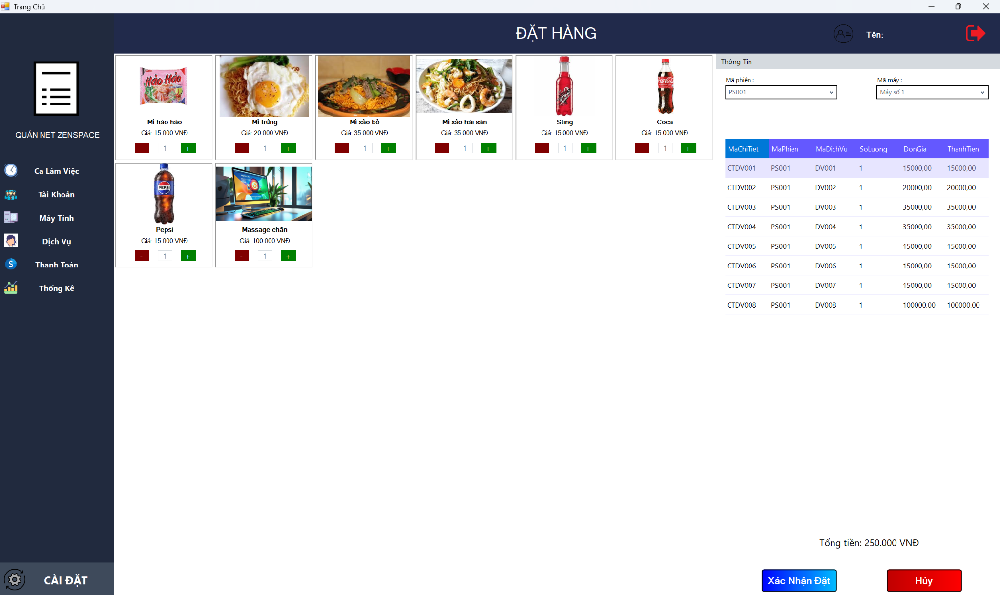 Trang Chủ
ĐẶT HÀNG
Tên:
QUÁN NET ZENSPACE
Ca Làm Việc
Tài Khoản
Máy Tính
Dịch Vụ
Thanh Toán
Thống Kê
CÀI ĐẶT
Hảo Hảo
Mì hảo hảo
Giá: 15.000 VNĐ
- 1 +
Mì trứng
Giá: 20.000 VNĐ
- 1 +
Mì xào bò
Giá: 35.000 VNĐ
- 1 +
Mì xào hải sản
Giá: 35.000 VNĐ
- 1 +
STING
Sting
Giá: 15.000 VNĐ
- 1 +
Coca-Cola
Coca
Giá: 15.000 VNĐ
- 1 +
PEPSI
Pepsi
Giá: 15.000 VNĐ
- 1 +
Massage chân
Giá: 100.000 VNĐ
- 1 +
Thông Tin
Mã phiên : Mã máy :
PS001 Máy số 1
MaChiTiet MaPhien MaDichVu SoLuong DonGia ThanhTien
CTDV001 PS001 DV001 1 15000,00 15000,00
CTDV002 PS001 DV002 1 20000,00 20000,00
CTDV003 PS001 DV003 1 35000,00 35000,00
CTDV004 PS001 DV004 1 35000,00 35000,00
CTDV005 PS001 DV005 1 15000,00 15000,00
CTDV006 PS001 DV006 1 15000,00 15000,00
CTDV007 PS001 DV007 1 15000,00 15000,00
CTDV008 PS001 DV008 1 100000,00 100000,00
Tổng tiền: 250.000 VNĐ
Xác Nhận Đặt Hủy